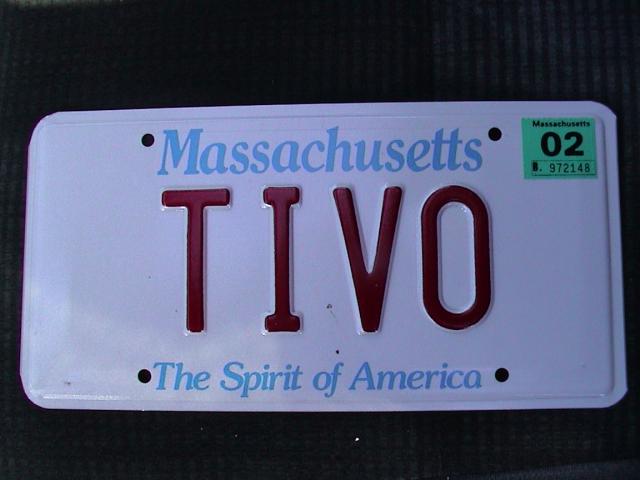 Massachusetts
Massachusetts
02
B. 972148
TIVO
The Spirit of America